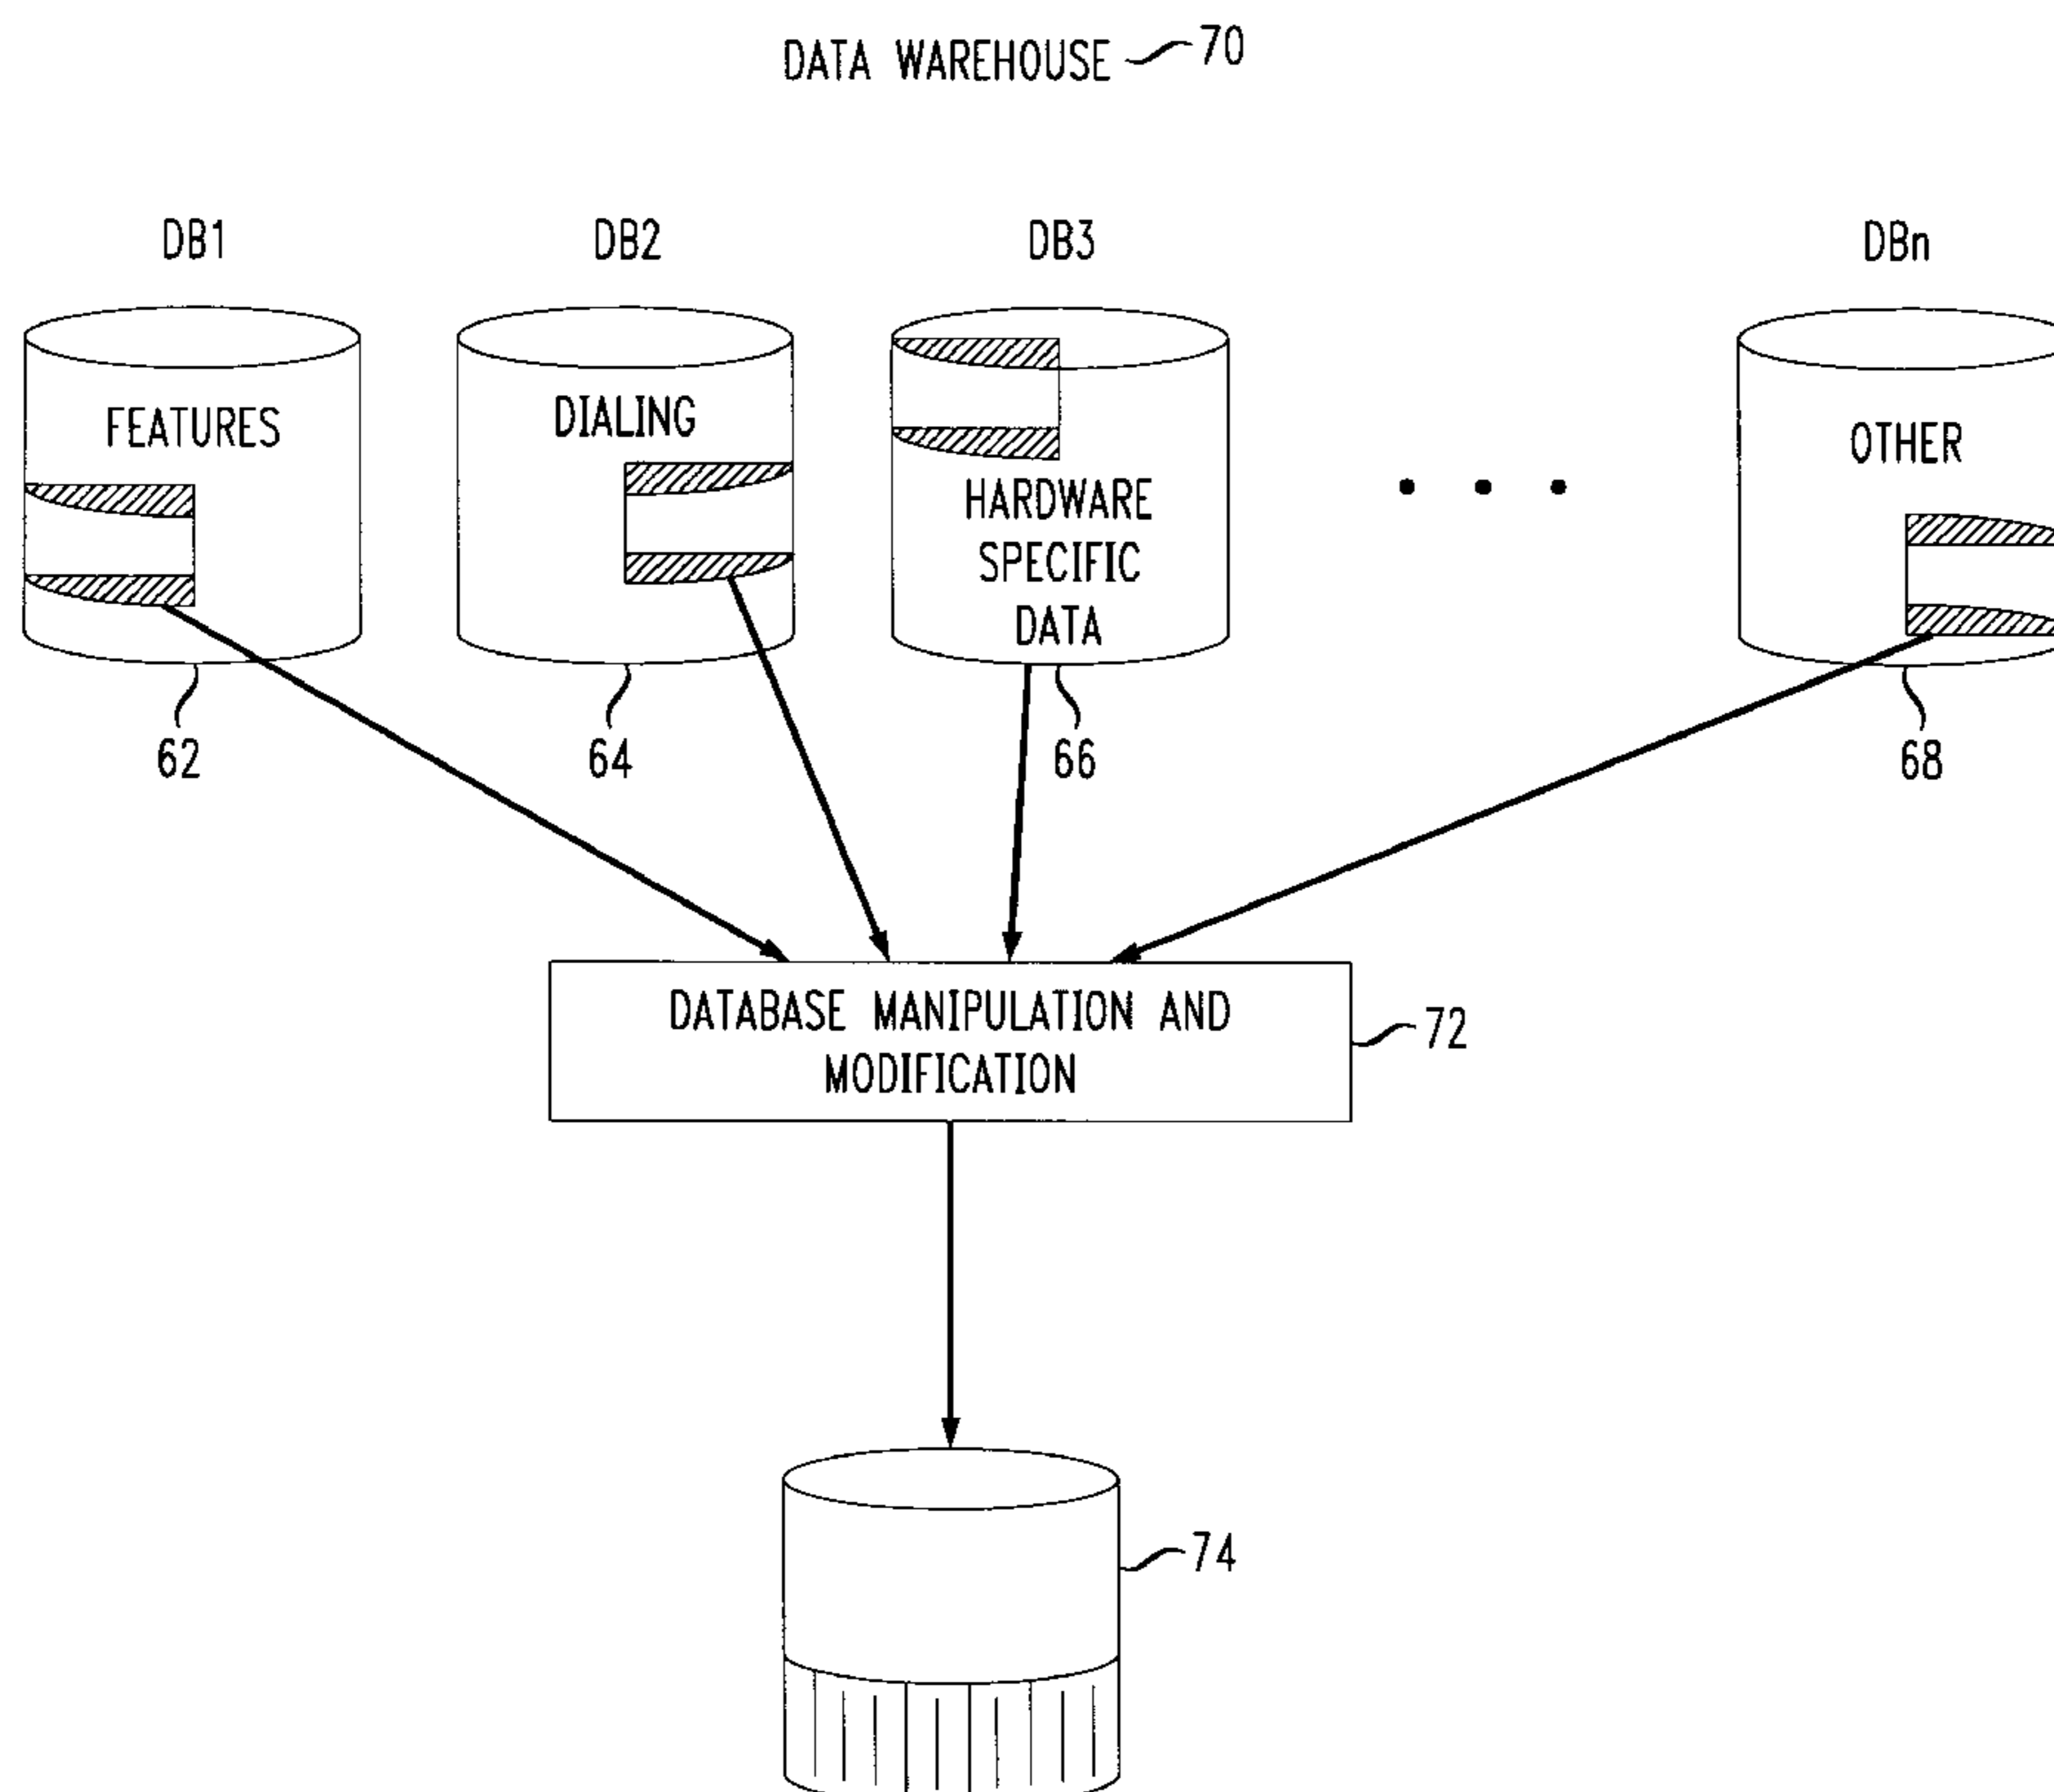 DATA WAREHOUSE 70
DB1 DB2 DB3 DBn
FEATURES
DIALING
HARDWARE
SPECIFIC
DATA
OTHER
62 64 66 68
DATABASE MANIPULATION AND
MODIFICATION
72
74